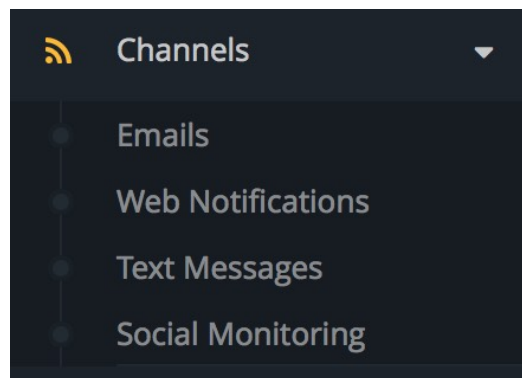 Channels
Emails
Web Notifications
Text Messages
Social Monitoring